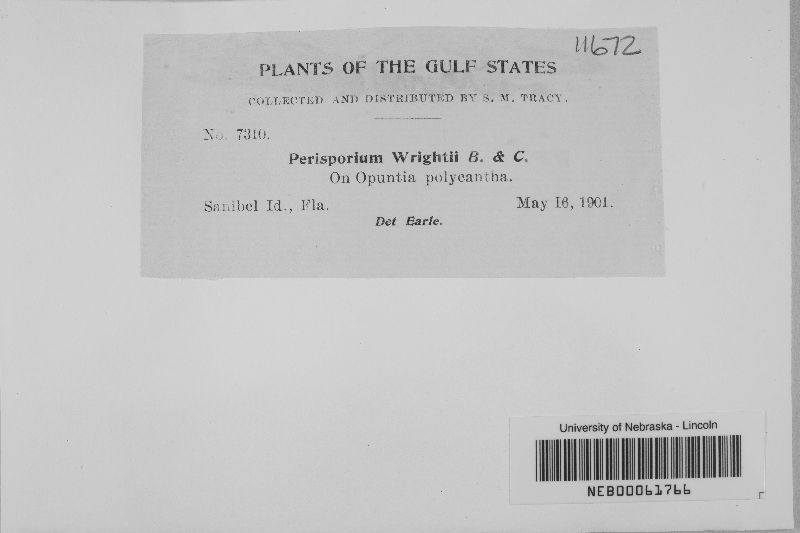 11672
PLANTS OF THE GULF STATES
COLLECTED AND DISTRIBUTED BY S. M. TRACY.
No. 7310.
Perisporium Wrightii B. & C.
On Opuntia polycantha.
Sanibel Id., Fla. May 16, 1901.
Det Earle.
University of Nebraska - Lincoln
NEB00061766